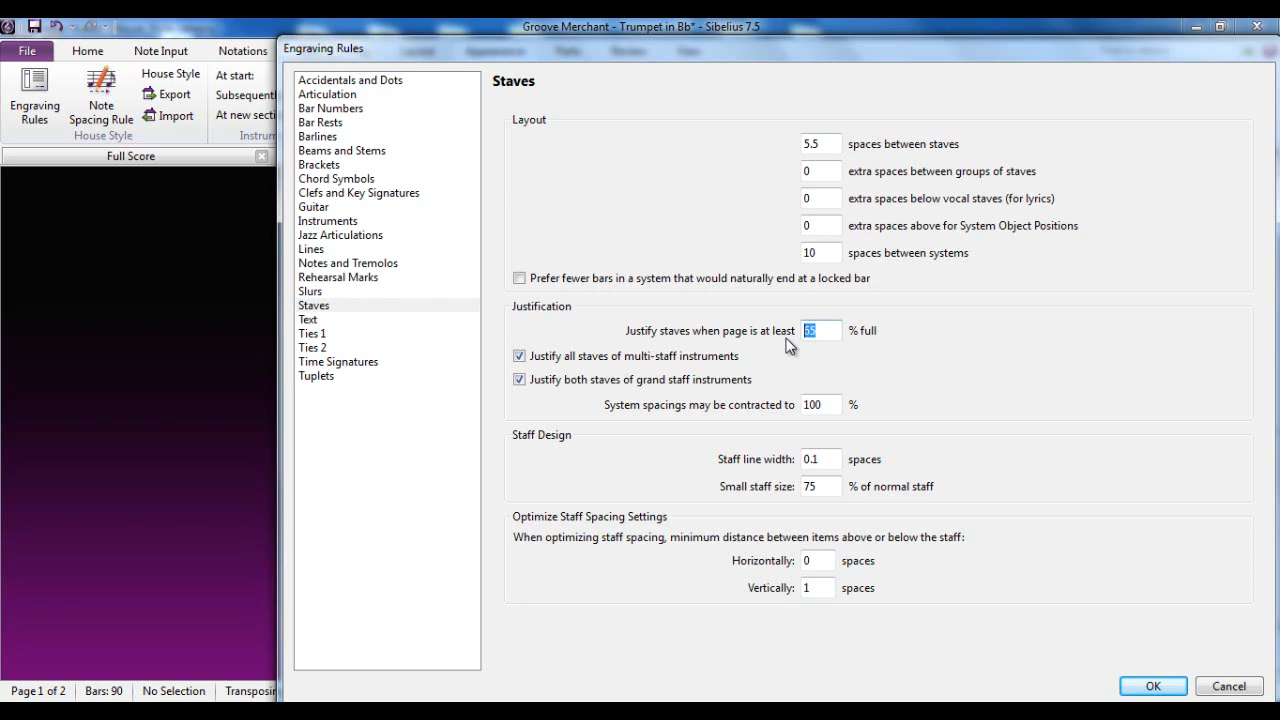 Groove Merchant - Trumpet in Bb* - Sibelius 7.5
File Home Note Input Notations
Engraving Rules
House Style
Export
Import
Engraving
Rules
Note
Spacing Rule
House Style
At start:
Subsequentl
At new secti
Instrum
Full Score
Accidentals and Dots
Articulation
Bar Numbers
Bar Rests
Barlines
Beams and Stems
Brackets
Chord Symbols
Clefs and Key Signatures
Guitar
Instruments
Jazz Articulations
Lines
Notes and Tremolos
Rehearsal Marks
Slurs
Staves
Text
Ties 1
Ties 2
Time Signatures
Tuplets
Staves
Layout
5.5 spaces between staves
0 extra spaces between groups of staves
0 extra spaces below vocal staves (for lyrics)
0 extra spaces above for System Object Positions
10 spaces between systems
Prefer fewer bars in a system that would naturally end at a locked bar
Justification
Justify staves when page is at least % full
Justify all staves of multi-staff instruments
Justify both staves of grand staff instruments
System spacings may be contracted to 100 %
Staff Design
Staff line width: 0.1 spaces
Small staff size: 75 % of normal staff
Optimize Staff Spacing Settings
When optimizing staff spacing, minimum distance between items above or below the staff:
Horizontally: 0 spaces
Vertically: 1 spaces
OK Cancel
Page 1 of 2 Bars: 90 No Selection Transposing